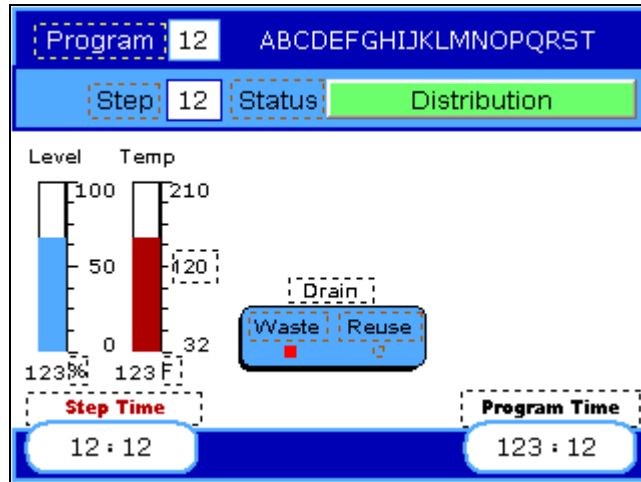 Program 12 ABCDEFGHIJKLMNOPQRST
Step 12 Status Distribution
Level Temp
100 210
50 120
Drain
Waste Reuse
0 32
123% 123 F
Step Time Program Time
12 : 12 123 : 12